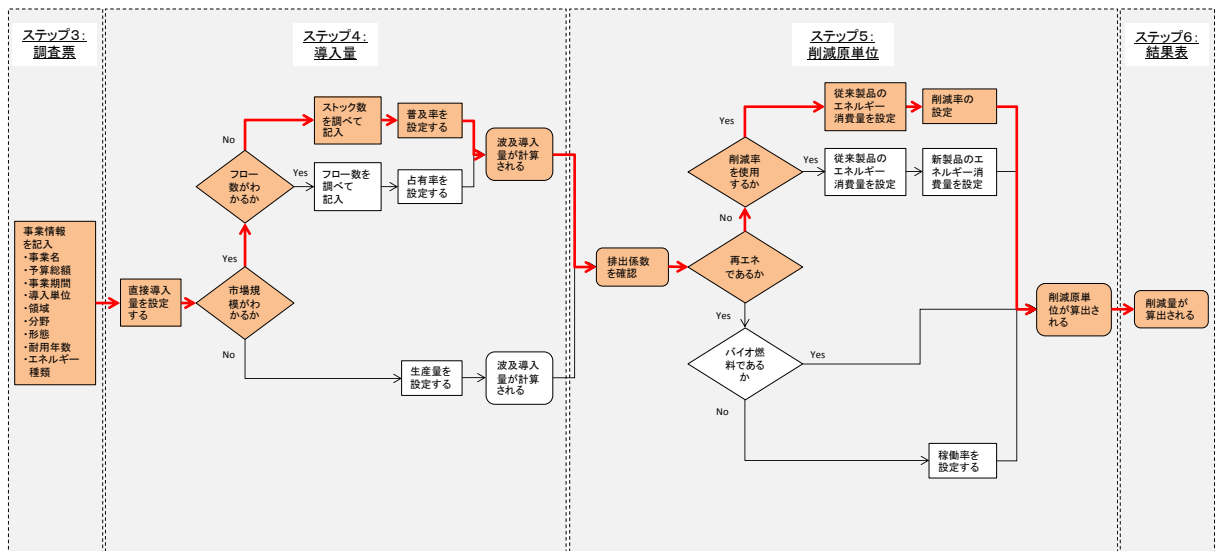 ステップ3:
調査票
事業情報
を記入
・事業名
・予算総額
・事業期間
・導入単位
・領域
・分野
・形態
・耐用年数
・エネルギー
種類
ステップ4:
導入量
直接導入
量を設定
する
市場規
模がわ
かるか
Yes
No
フロー
数がわ
かるか
No
Yes
ストック数
を調べて
記入
普及率を
設定する
フロー数を
調べて
記入
占有率を
設定する
波及導入
量が計算
される
生産量を
設定する
波及導入
量が計算
される
ステップ5:
削減原単位
排出係数
を確認
再エネ
であるか
No
Yes
削減率
を使用
するか
Yes
Yes
従来製品の
エネルギー
消費量を設定
削減率の
設定
従来製品の
エネルギー
消費量を設定
新製品のエ
ネルギー消
費量を設定
バイオ燃
料である
か
Yes
No
稼働率を
設定する
削減原単
位が算出さ
れる
ステップ6:
結果表
削減量が
算出される